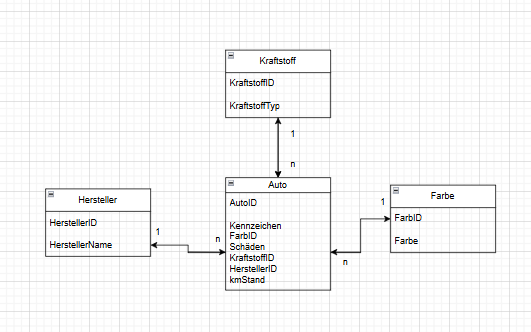 Kraftstoff
KraftstoffID
KraftstoffTyp
1
n
Hersteller
HerstellerID
HerstellerName
1
n
Auto
AutoID
Kennzeichen
FarbID
Schäden
KraftstoffID
HerstellerID
kmStand
1
n
Farbe
FarbID
Farbe